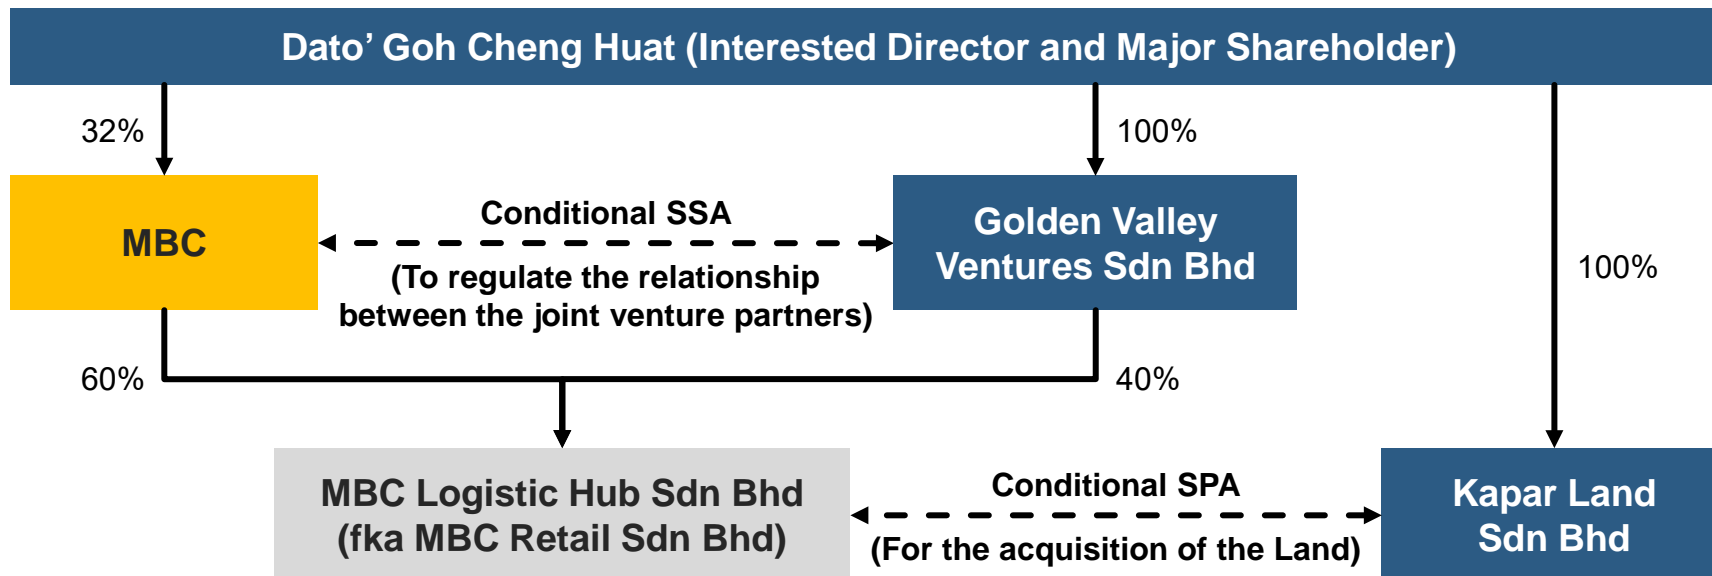 Dato’ Goh Cheng Huat (Interested Director and Major Shareholder)
32%
100%
MBC
Conditional SSA
(To regulate the relationship
between the joint venture partners)
Golden Valley
Ventures Sdn Bhd
100%
60%
40%
MBC Logistic Hub Sdn Bhd
(fka MBC Retail Sdn Bhd)
Conditional SPA
(For the acquisition of the Land)
Kapar Land
Sdn Bhd